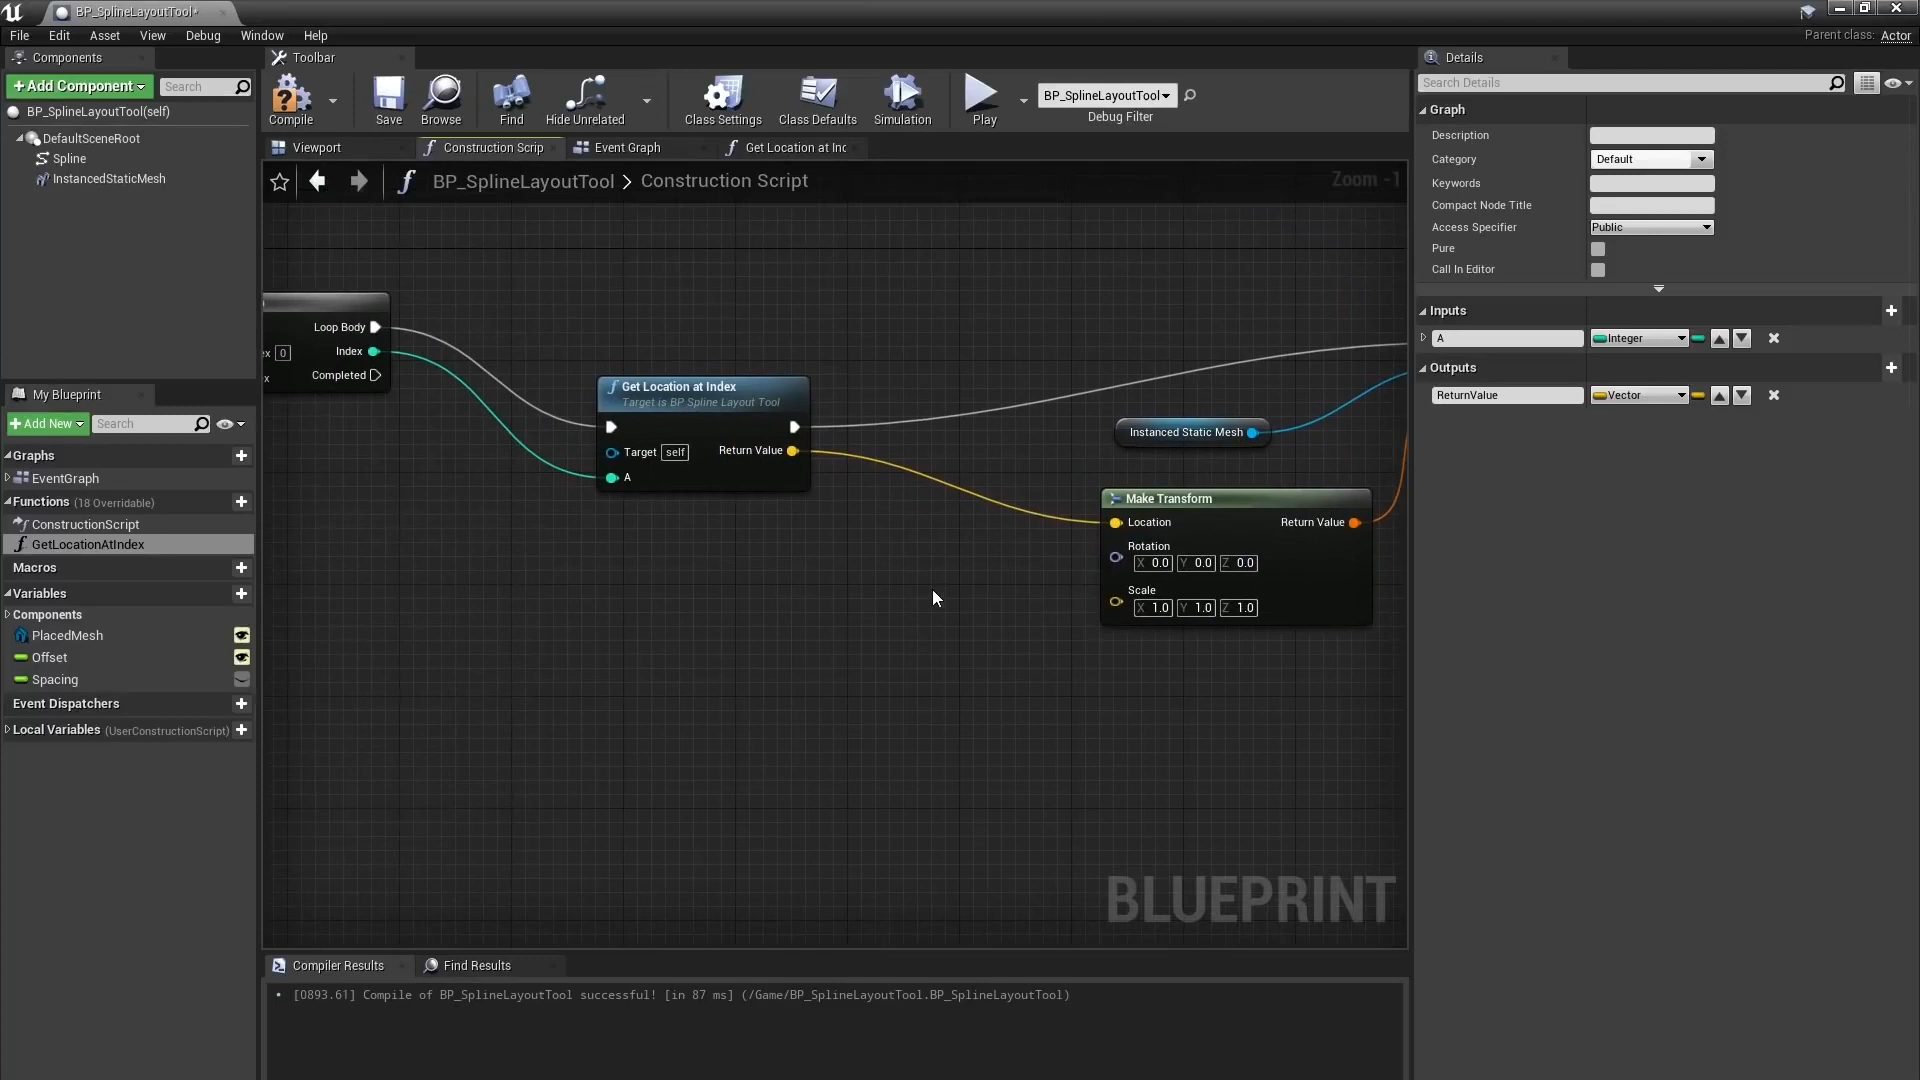 BP_SplineLayoutTool*
File Edit Asset View Debug Window Help
Parent class: Actor
Components
+Add Component
Search
BP_SplineLayoutTool(self)
DefaultSceneRoot
Spline
InstancedStaticMesh
My Blueprint
+Add New
Search
Graphs
EventGraph
Functions (18 Overridable)
ConstructionScript
GetLocationAtIndex
Macros
Variables
Components
PlacedMesh
Offset
Spacing
Event Dispatchers
Local Variables (UserConstructionScript)
Toolbar
Compile
Save
Browse
Find
Hide Unrelated
Class Settings
Class Defaults
Simulation
Play
BP_SplineLayoutTool
Debug Filter
Viewport
Construction Scrip
Event Graph
Get Location at Inc
BP_SplineLayoutTool > Construction Script
Zoom -1
Loop Body
ex 0
Index
x
Completed
Get Location at Index
Target is BP Spline Layout Tool
Target self
Return Value
A
Instanced Static Mesh
Make Transform
Location
Return Value
Rotation
X 0.0 Y 0.0 Z 0.0
Scale
X 1.0 Y 1.0 Z 1.0
BLUEPRINT
Compiler Results
Find Results
[0893.61] Compile of BP_SplineLayoutTool successful! [in 87 ms] (/Game/BP_SplineLayoutTool.BP_SplineLayoutTool)
Details
Search Details
Graph
Description
Category Default
Keywords
Compact Node Title
Access Specifier Public
Pure
Call In Editor
Inputs
A Integer
Outputs
ReturnValue Vector